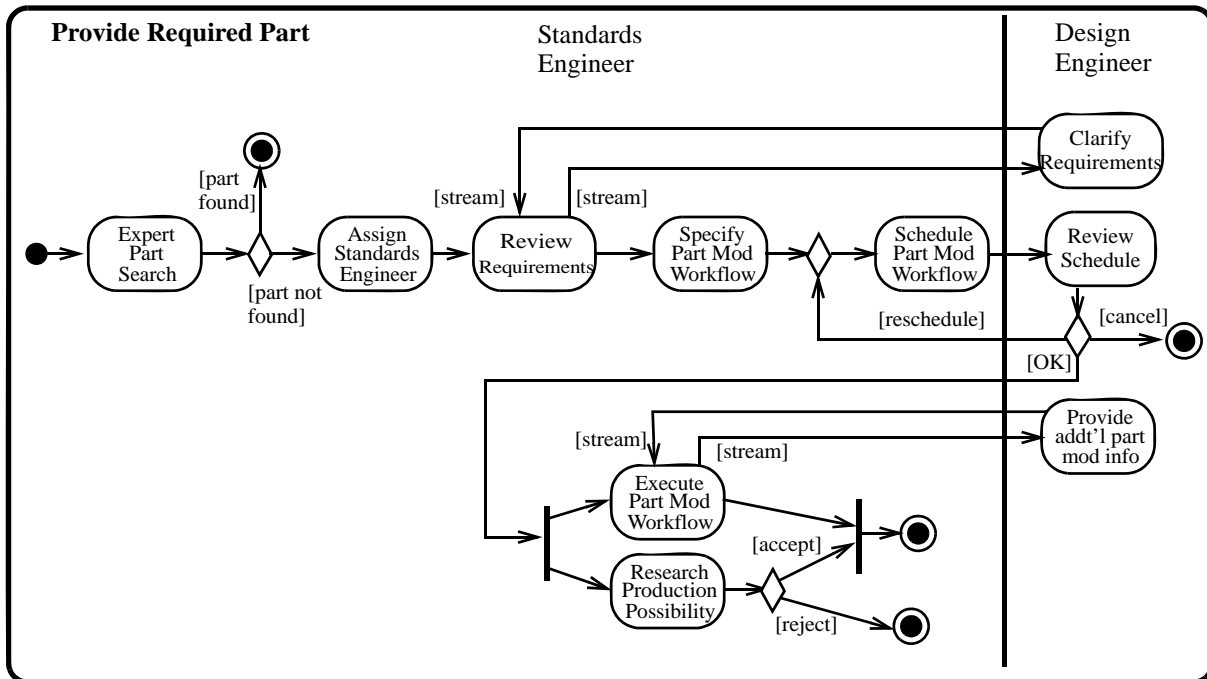 Provide Required Part
Standards
Engineer
Design
Engineer
Clarify
Requirements
[part
found]
[stream]
[stream]
Expert
Part
Search
Assign
Standards
Engineer
Review
Requirements
Specify
Part Mod
Workflow
Schedule
Part Mod
Workflow
Review
Schedule
[part not
found]
[reschedule]
[cancel]
[OK]
Provide
addt'l part
mod info
[stream]
[stream]
Execute
Part Mod
Workflow
[accept]
Research
Production
Possibility
[reject]